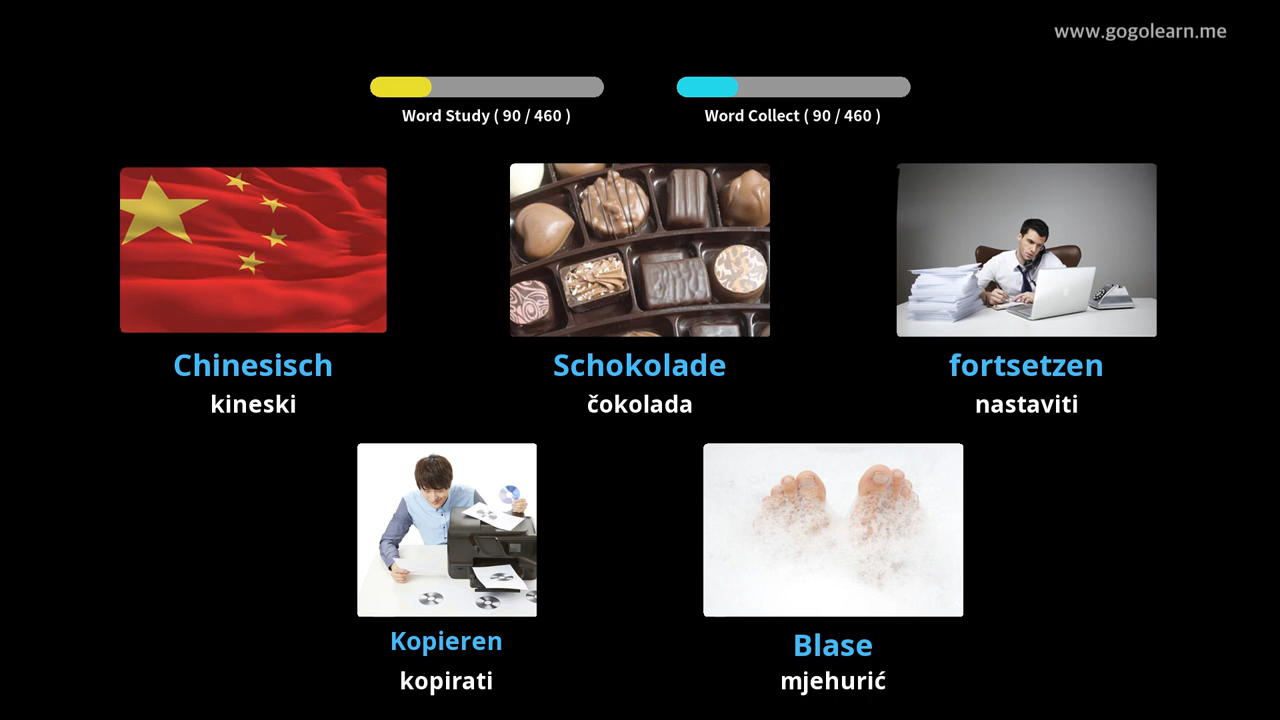 www.gogolearn.me
Word Study ( 90 / 460 )
Word Collect ( 90 / 460 )
Chinesisch
kineski
Schokolade
čokolada
fortsetzen
nastaviti
Kopieren
kopirati
Blase
mjehurić